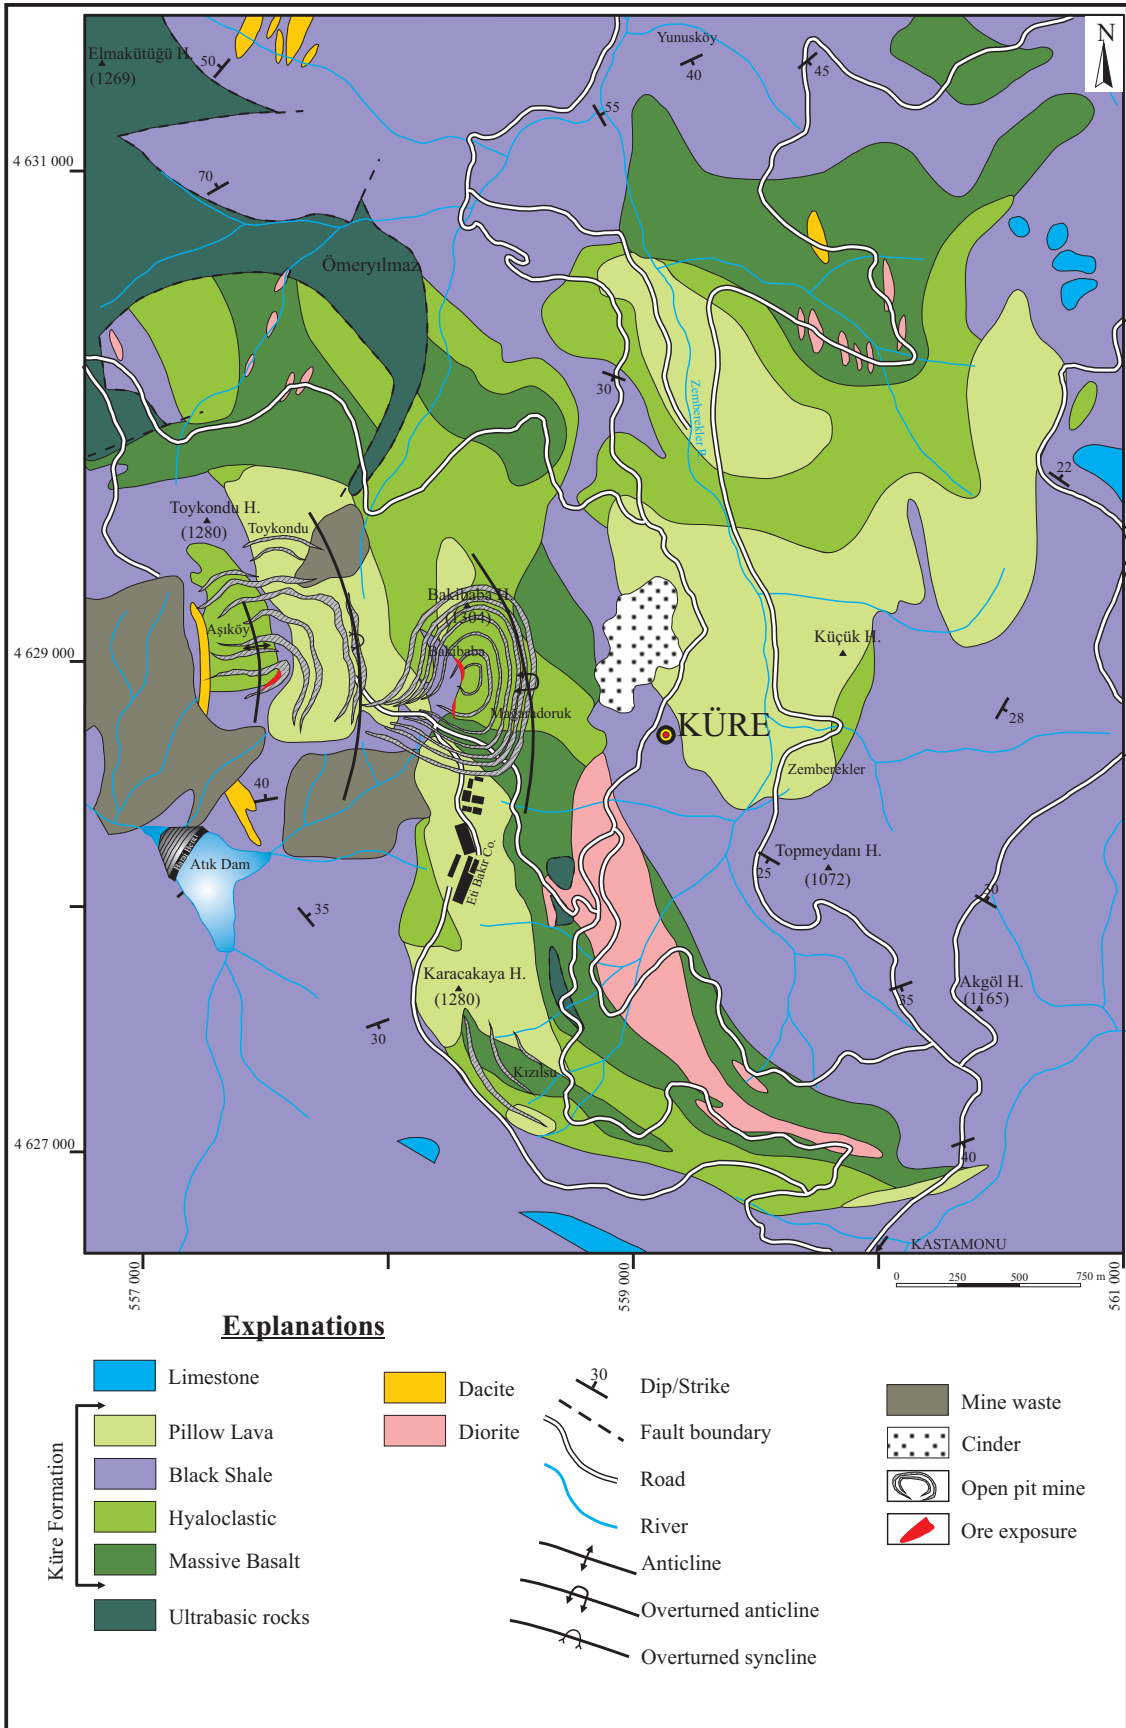 N
Elmakütüğü H.
(1269)
50
Yunusköy
40
45
55
4 631 000
70
Ömeryılmaz
30
Zemberekler R.
22
Toykondu H.
(1280)
Toykondu
Bakibaba H.
(1304)
Aşıköy
Bakibaba
4 629 000
Küçük H.
Mağaradoruk
KÜRE
28
Zemberekler
40
Atık Dam
Topmeydanı H.
(1072)
25
Eti Bakır Co.
30
35
Karacakaya H.
(1280)
Akgöl H.
(1165)
35
30
Kızılsu
4 627 000
40
KASTAMONU
557 000
559 000
561 000
0 250 500 750 m
Explanations
Limestone
Küre Formation
Pillow Lava
Black Shale
Hyaloclastic
Massive Basalt
Ultrabasic rocks
Dacite
Diorite
30
Dip/Strike
Fault boundary
Road
River
Anticline
Overturned anticline
Overturned syncline
Mine waste
Cinder
Open pit mine
Ore exposure